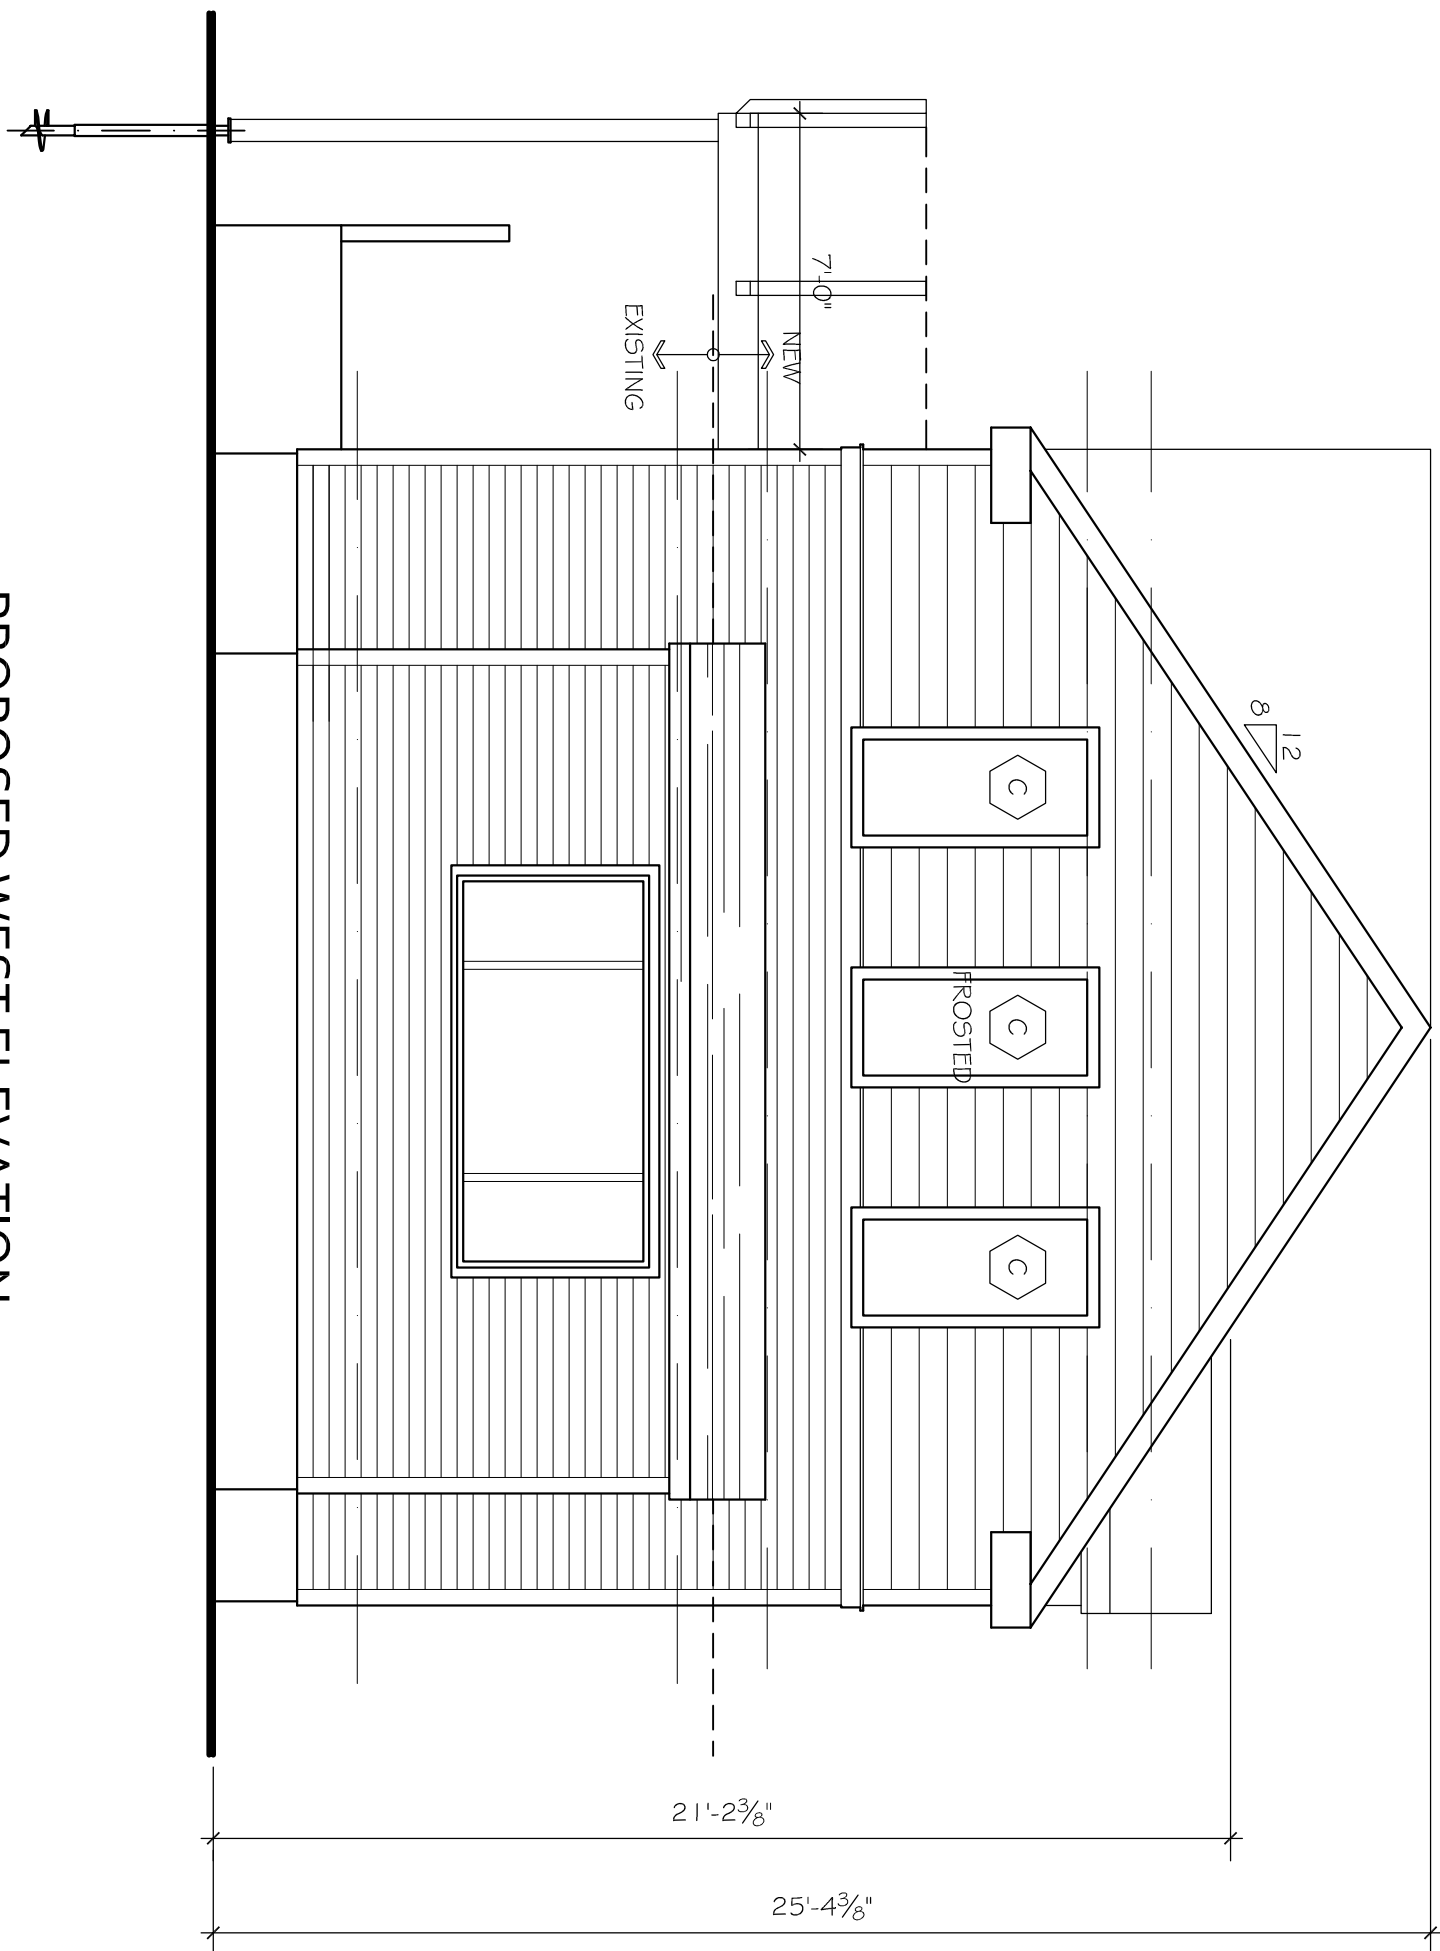 12
8
C
C
C
FROSTED
7'-0"
NEW
EXISTING
21'-2 3/8"
25'-4 3/8"
PROPOSED WEST ELEVATION